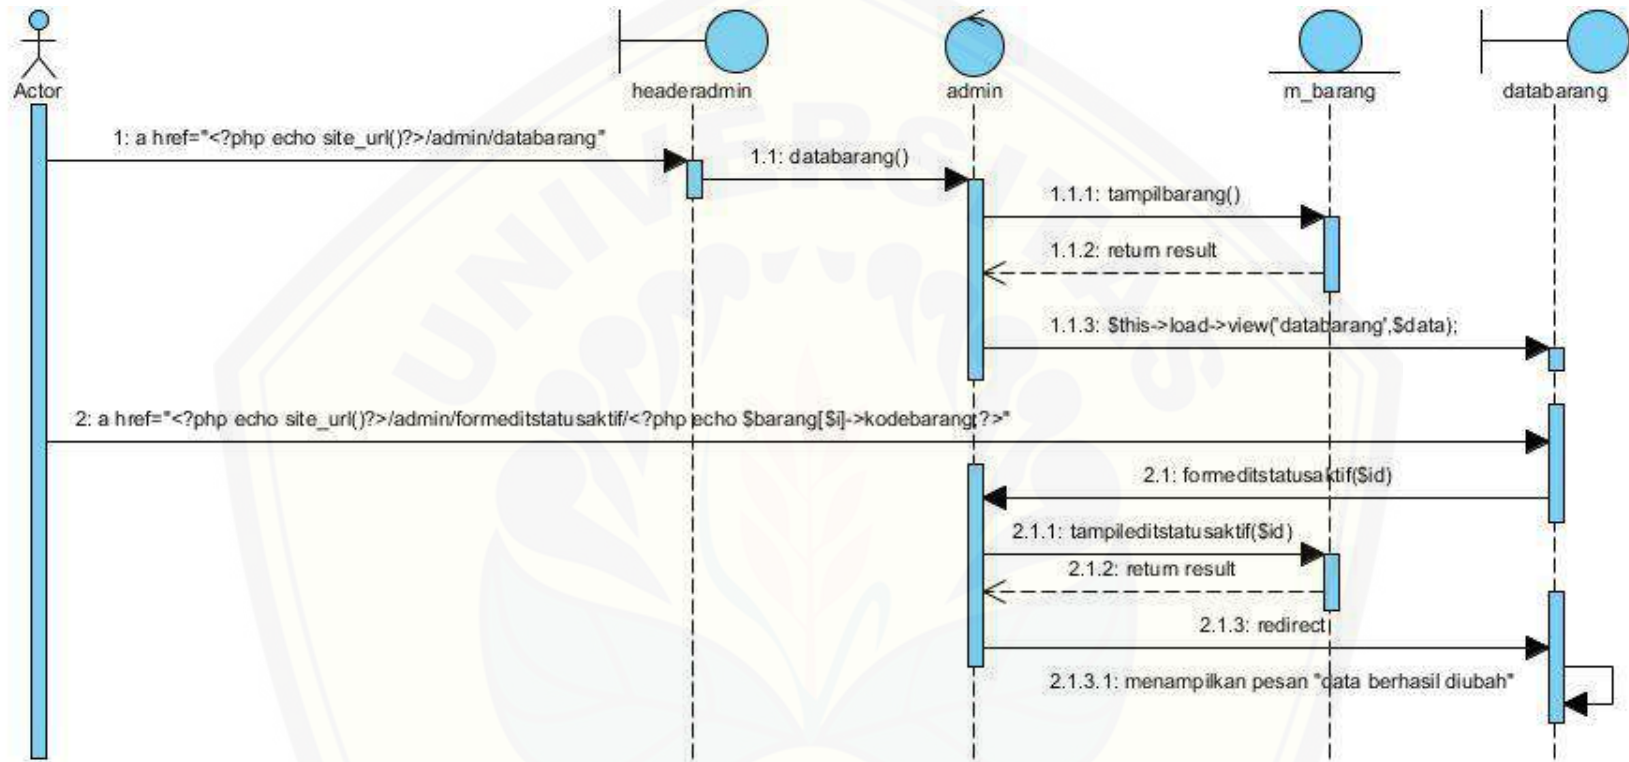 Actor
headeradmin
admin
m_barang
databarang
1: a href="<?php echo site_url()?>/admin/databarang"
1.1: databarang()
1.1.1: tampilbarang()
1.1.2: return result
1.1.3: $this->load->view('databarang',$data);
2: a href="<?php echo site_url()?>/admin/formeditstatusaktif/<?php echo $barang[$i]->kodebarang;?>"
2.1: formeditstatusaktif($id)
2.1.1: tampileditstatusaktif($id)
2.1.2: return result
2.1.3: redirect
2.1.3.1: menampilkan pesan "data berhasil diubah"
UNIVERSITAS